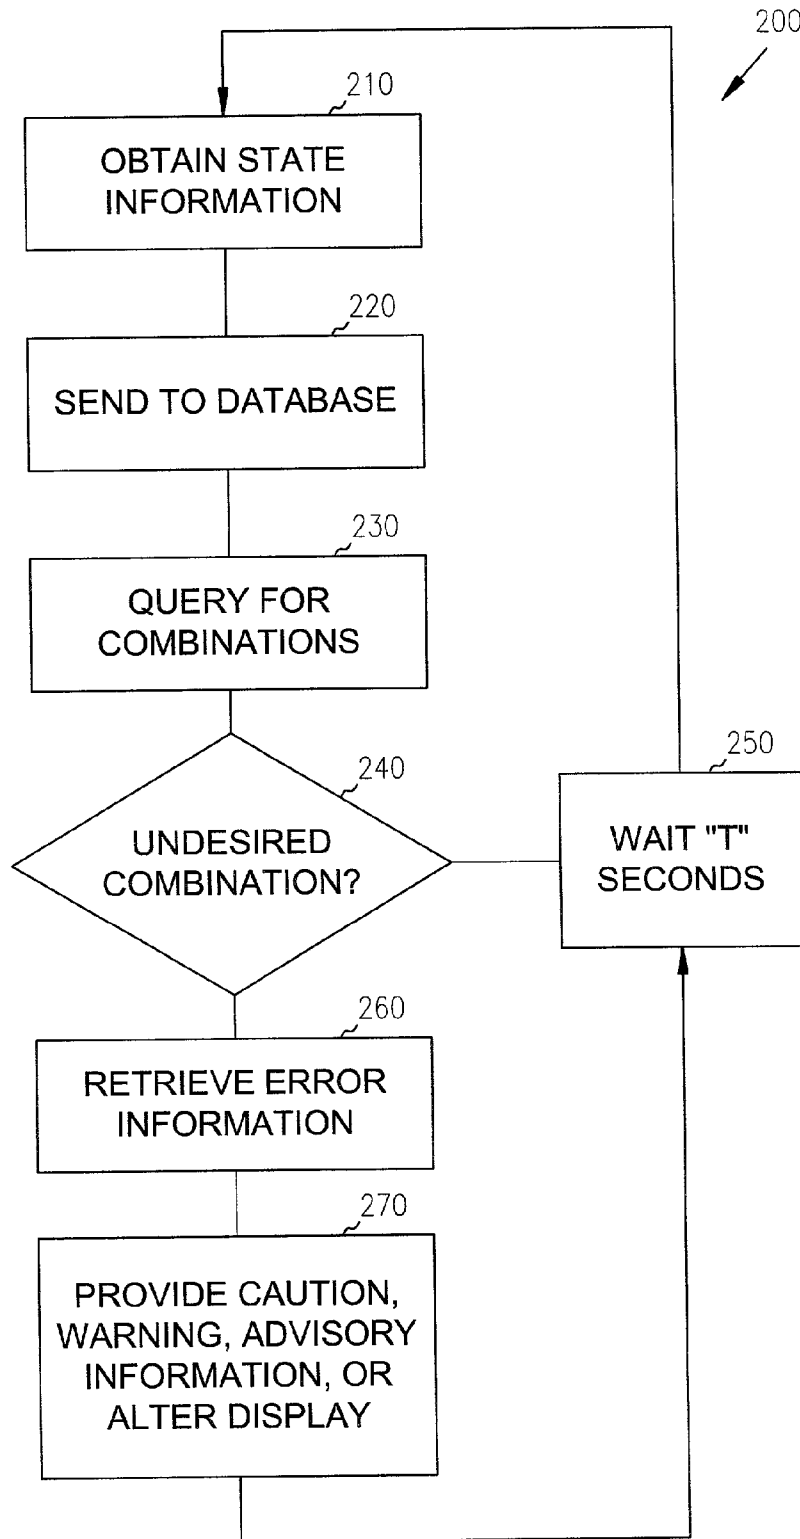 200
210
OBTAIN STATE
INFORMATION
220
SEND TO DATABASE
230
QUERY FOR
COMBINATIONS
240
UNDESIRED
COMBINATION?
250
WAIT "T"
SECONDS
260
RETRIEVE ERROR
INFORMATION
270
PROVIDE CAUTION,
WARNING, ADVISORY
INFORMATION, OR
ALTER DISPLAY